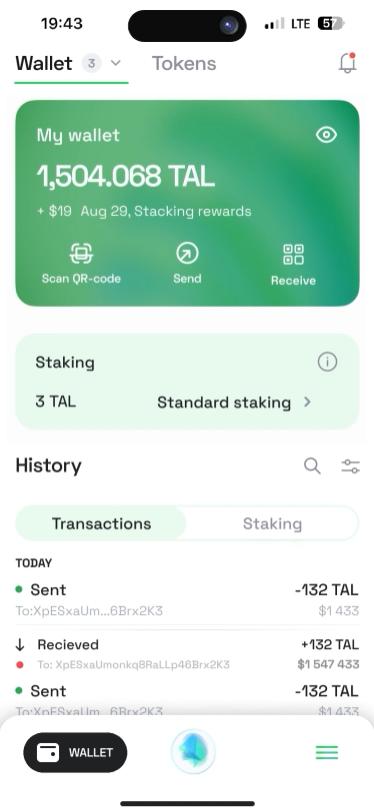 19:43 LTE 57
Wallet 3 Tokens
My wallet
1,504.068 TAL
+ $19 Aug 29, Stacking rewards
Scan QR-code Send Receive
Staking
3 TAL Standard staking
History
Transactions Staking
TODAY
Sent -132 TAL
To:XpESxaUm...6Brx2K3 $1 433
Recieved +132 TAL
To: XpESxaUmonkq8RaLLp46Brx2K3 $1 547 433
Sent -132 TAL
To:XpESxaUm...6Brx2K3 $1 433
WALLET